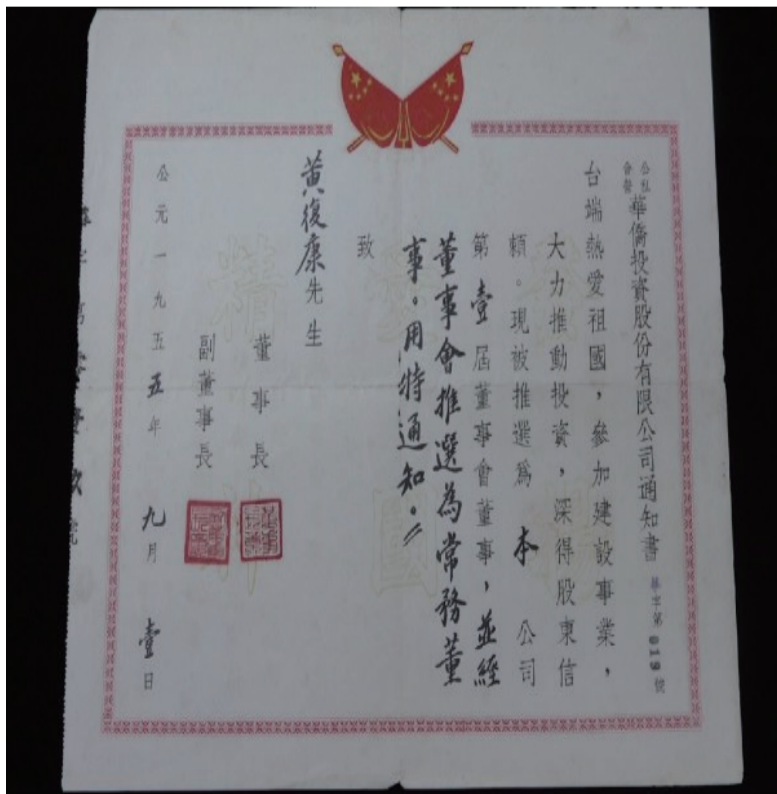 公私合營 華僑投資股份有限公司通知書 華字第019號
台端熱愛祖國，參加建設事業，
大力推動投資，深得股東信
賴。現被推選爲 本 公司
第壹屆董事會董事，並經
董事會推選為常務董
事。用特通知。
致
黃復康先生
董事長
副董事長
公元一九五五年九月壹日